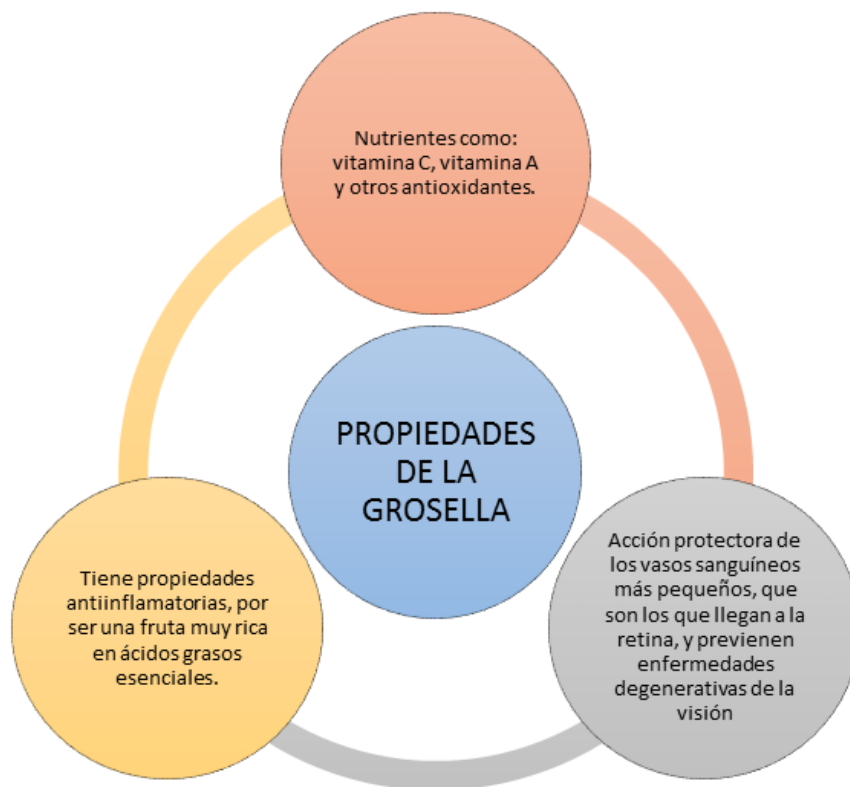 Nutrientes como:
vitamina C, vitamina A
y otros antioxidantes.
PROPIEDADES
DE LA
GROSELLA
Tiene propiedades
antiinflamatorias, por
ser una fruta muy rica
en ácidos grasos
esenciales.
Acción protectora de
los vasos sanguíneos
más pequeños, que
son los que llegan a la
retina, y previenen
enfermedades
degenerativas de la
visión